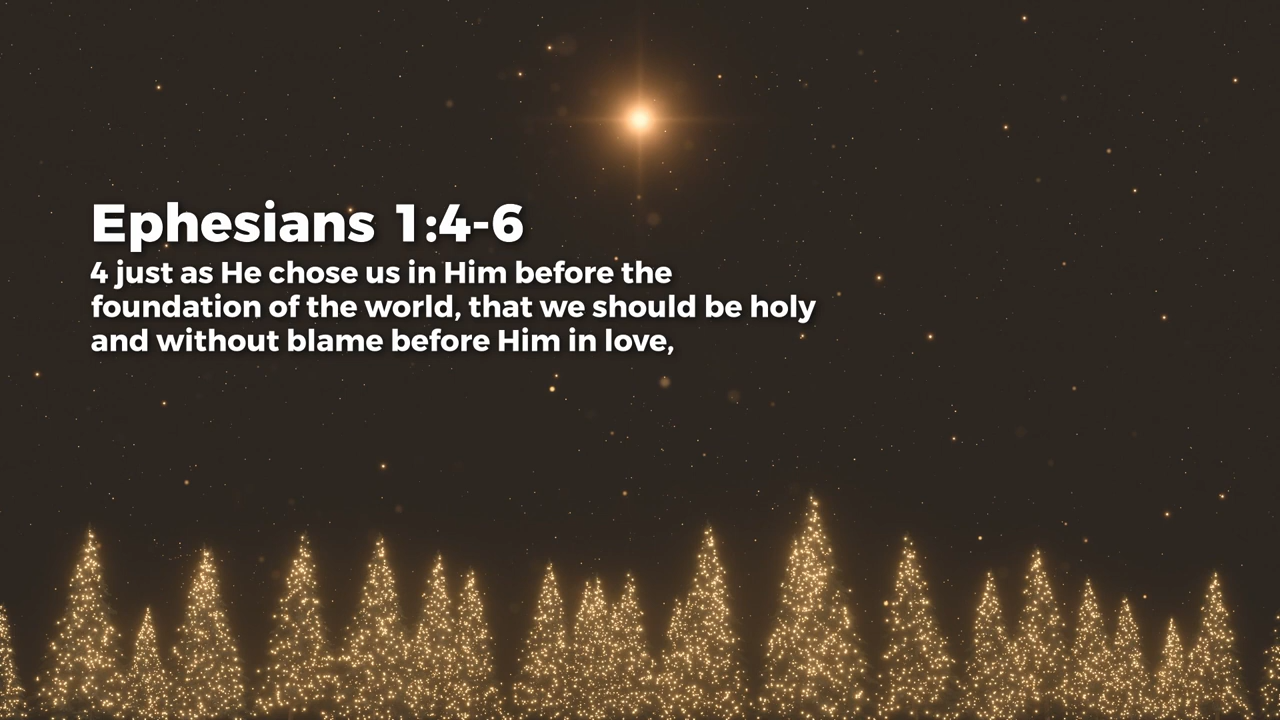 Ephesians 1:4-6
4 just as He chose us in Him before the
foundation of the world, that we should be holy
and without blame before Him in love,